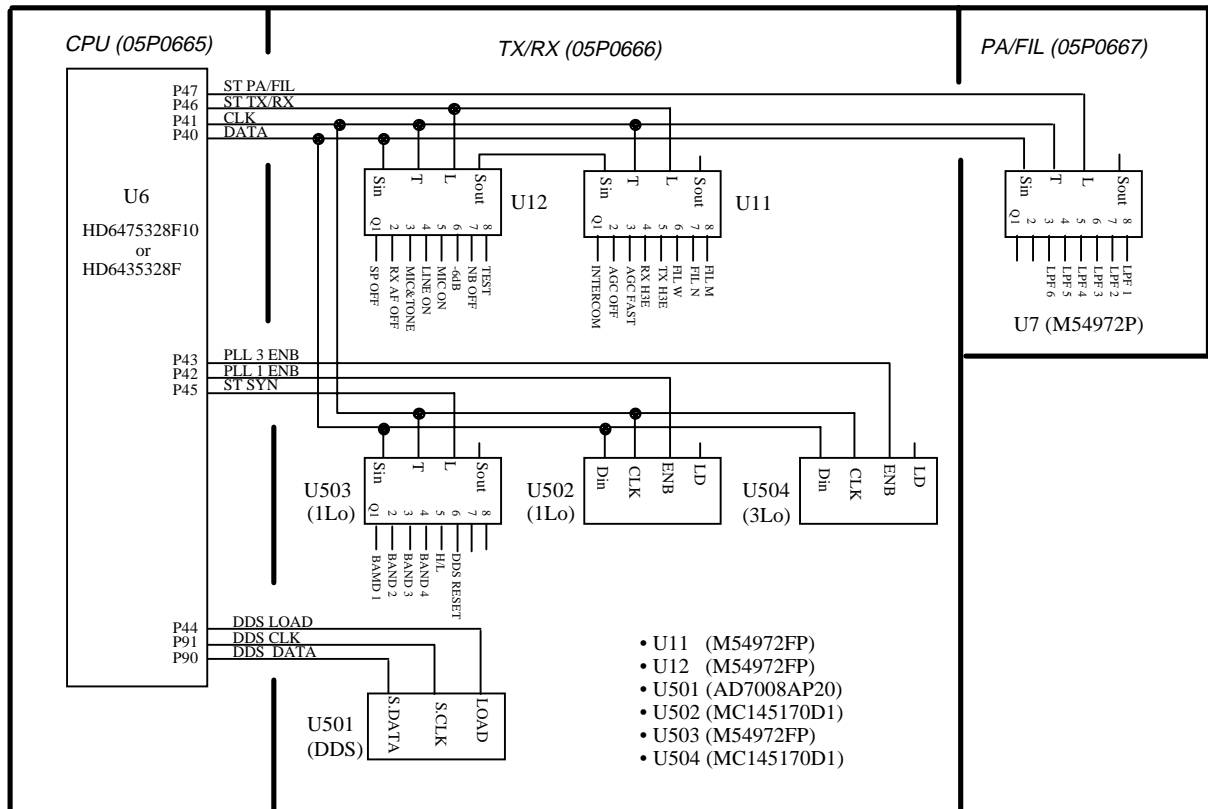 CPU (05P0665)
TX/RX (05P0666)
PA/FIL (05P0667)
P47
ST PA/FIL
P46
ST TX/RX
P41
CLK
P40
DATA
U6
HD6475328F10
or
HD6435328F
Sin
T
L
Sout
Q1
2
3
4
5
6
7
8
U12
SP OFF
RX AF OFF
MIC&TONE
LINE ON
MIC ON
-6dB
NB OFF
TEST
Sin
T
L
Sout
Q1
2
3
4
5
6
7
8
U11
INTERCOM
AGC OFF
AGC FAST
RX H3E
TX H3E
FIL W
FIL N
FIL M
Sin
T
L
Sout
Q1
2
3
4
5
6
7
8
LPF 6
LPF 5
LPF 4
LPF 3
LPF 2
LPF 1
U7 (M54972P)
P43
PLL 3 ENB
P42
PLL 1 ENB
P45
ST SYN
U503
(1Lo)
Sin
T
L
Sout
Q1
2
3
4
5
6
7
8
BAMD 1
BAND 2
BAND 3
BAND 4
H/L
DDS RESET
U502
(1Lo)
Din
CLK
ENB
LD
U504
(3Lo)
Din
CLK
ENB
LD
P44
DDS LOAD
P91
DDS CLK
P90
DDS DATA
U501
(DDS)
S.DATA
S.CLK
LOAD
• U11 (M54972FP)
• U12 (M54972FP)
• U501 (AD7008AP20)
• U502 (MC145170D1)
• U503 (M54972FP)
• U504 (MC145170D1)